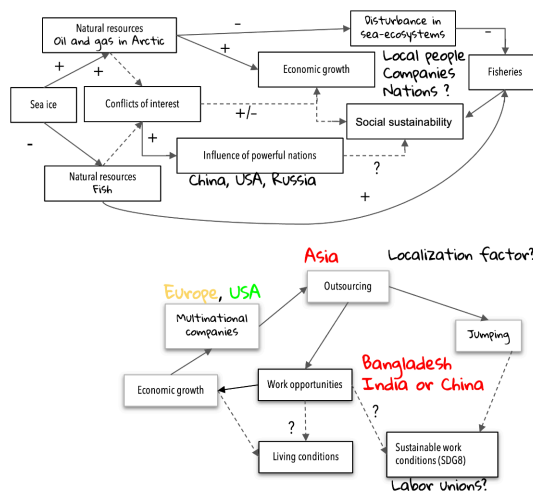 Natural resources
Oil and gas in Arctic
-
Disturbance in
sea-ecosystems
-
+
Economic growth
Local people
Companies
Nations ?
Fisheries
+
+
Sea ice
Conflicts of interest
+/-
Social sustainability
-
+
Influence of powerful nations
?
Natural resources
Fish
China, USA, Russia
+
Asia
Localization factor?
Outsourcing
Europe, USA
Multinational
companies
Jumping
Bangladesh
India or China
Economic growth
Work opportunities
?
?
Living conditions
Sustainable work
conditions (SDG8)
Labor unions?